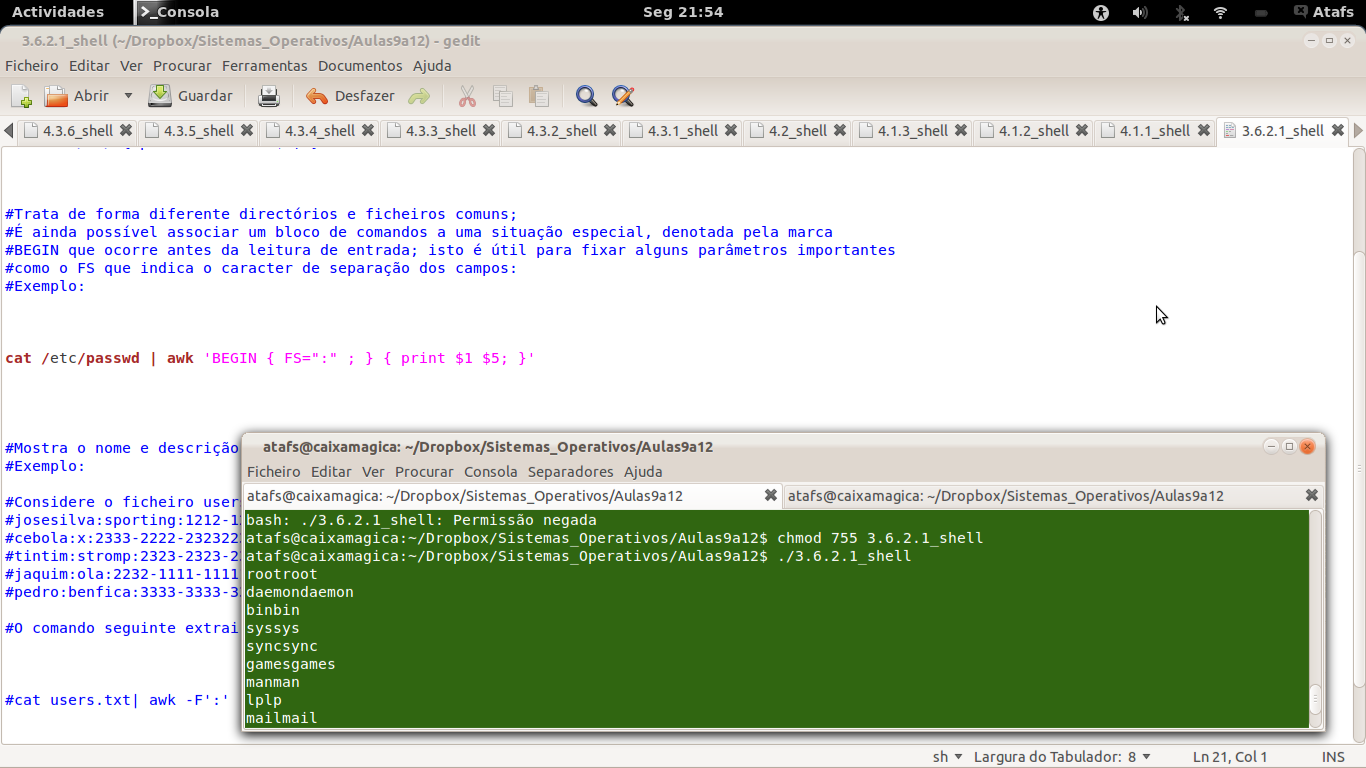 Actividades
Consola
Seg 21:54
Atafs
3.6.2.1_shell (~/Dropbox/Sistemas_Operativos/Aulas9a12) - gedit
Ficheiro Editar Ver Procurar Ferramentas Documentos Ajuda
Abrir Guardar Desfazer
4.3.6_shell 4.3.5_shell 4.3.4_shell 4.3.3_shell 4.3.2_shell 4.3.1_shell 4.2_shell 4.1.3_shell 4.1.2_shell 4.1.1_shell 3.6.2.1_shell
#Trata de forma diferente directórios e ficheiros comuns;
#É ainda possível associar um bloco de comandos a uma situação especial, denotada pela marca
#BEGIN que ocorre antes da leitura de entrada; isto é útil para fixar alguns parâmetros importantes
#como o FS que indica o caracter de separação dos campos:
#Exemplo:
cat /etc/passwd | awk 'BEGIN { FS=":" ; } { print $1 $5; }'
#Mostra o nome e descrição
#Exemplo:
#Considere o ficheiro user
#josesilva:sporting:1212-1
#cebola:x:2333-2222-232322
#tintim:stromp:2323-2323-2
#jaquim:ola:2232-1111-1111
#pedro:benfica:3333-3333-3
#O comando seguinte extrai
#cat users.txt| awk -F':'
atafs@caixamagica: ~/Dropbox/Sistemas_Operativos/Aulas9a12
Ficheiro Editar Ver Procurar Consola Separadores Ajuda
atafs@caixamagica: ~/Dropbox/Sistemas_Operativos/Aulas9a12
atafs@caixamagica: ~/Dropbox/Sistemas_Operativos/Aulas9a12
bash: ./3.6.2.1_shell: Permissão negada
atafs@caixamagica:~/Dropbox/Sistemas_Operativos/Aulas9a12$ chmod 755 3.6.2.1_shell
atafs@caixamagica:~/Dropbox/Sistemas_Operativos/Aulas9a12$ ./3.6.2.1_shell
rootroot
daemondaemon
binbin
syssys
syncsync
gamesgames
manman
lplp
mailmail
sh Largura do Tabulador: 8 Ln 21, Col 1 INS